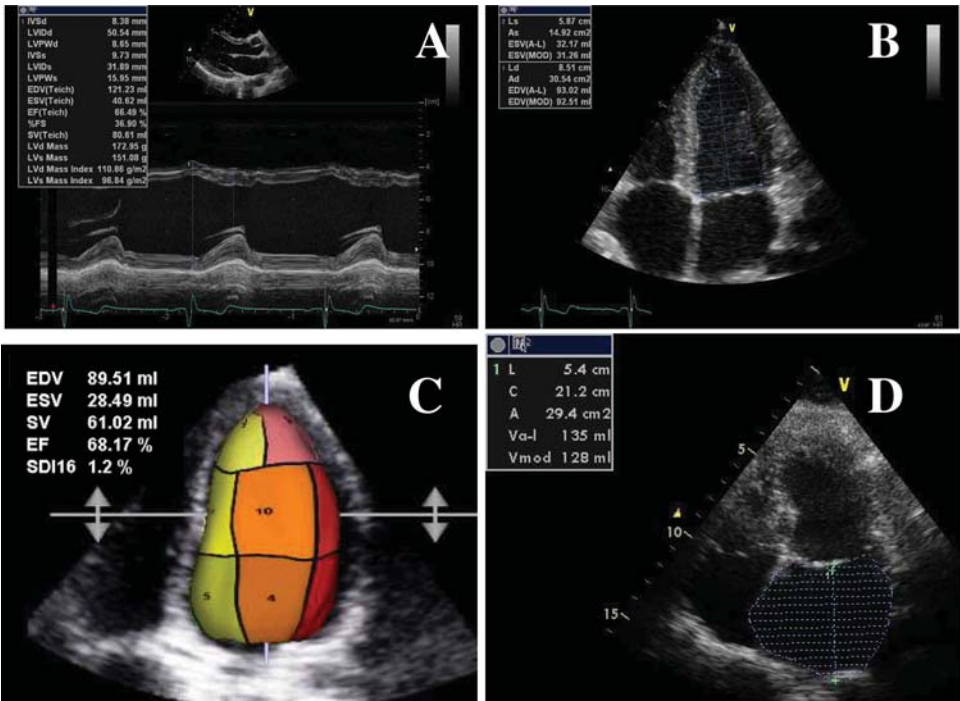 V
A
1 IVSd 8.38 mm
LVIDd 50.54 mm
LVPWd 8.65 mm
IVSs 9.73 mm
LVIDs 31.89 mm
LVPWs 15.95 mm
EDV(Teich) 121.23 ml
ESV(Teich) 40.62 ml
EF(Teich) 66.49 %
%FS 36.90 %
SV(Teich) 80.61 ml
LVd Mass 172.95 g
LVs Mass 151.08 g
LVd Mass Index 110.86 g/m2
LVs Mass Index 96.84 g/m2
[cm]
V
B
2 Ls 5.87 cm
As 14.92 cm2
ESV(A-L) 32.17 ml
ESV(MOD) 31.26 ml
1 Ld 8.51 cm
Ad 30.54 cm2
EDV(A-L) 93.02 ml
EDV(MOD) 92.51 ml
5
10
C
EDV 89.51 ml
ESV 28.49 ml
SV 61.02 ml
EF 68.17 %
SDI16 1.2 %
10
5
4
V
D
1 L 5.4 cm
C 21.2 cm
A 29.4 cm2
Va-l 135 ml
Vmod 128 ml
5
10
15